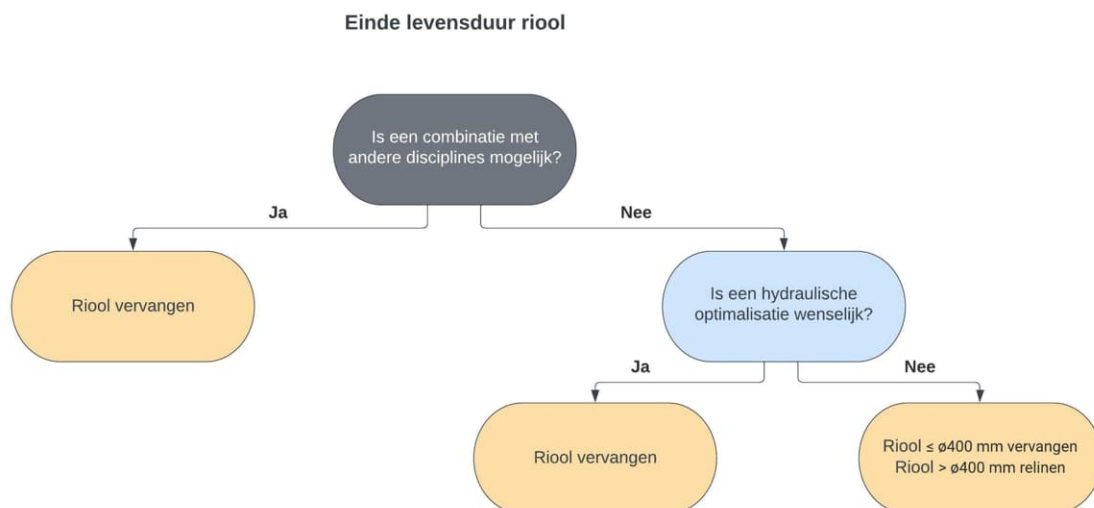 Einde levensduur riool
Is een combinatie met
andere disciplines mogelijk?
Ja
Nee
Riool vervangen
Is een hydraulische
optimalisatie wenselijk?
Ja
Nee
Riool vervangen
Riool ≤ ø400 mm vervangen
Riool > ø400 mm relinen